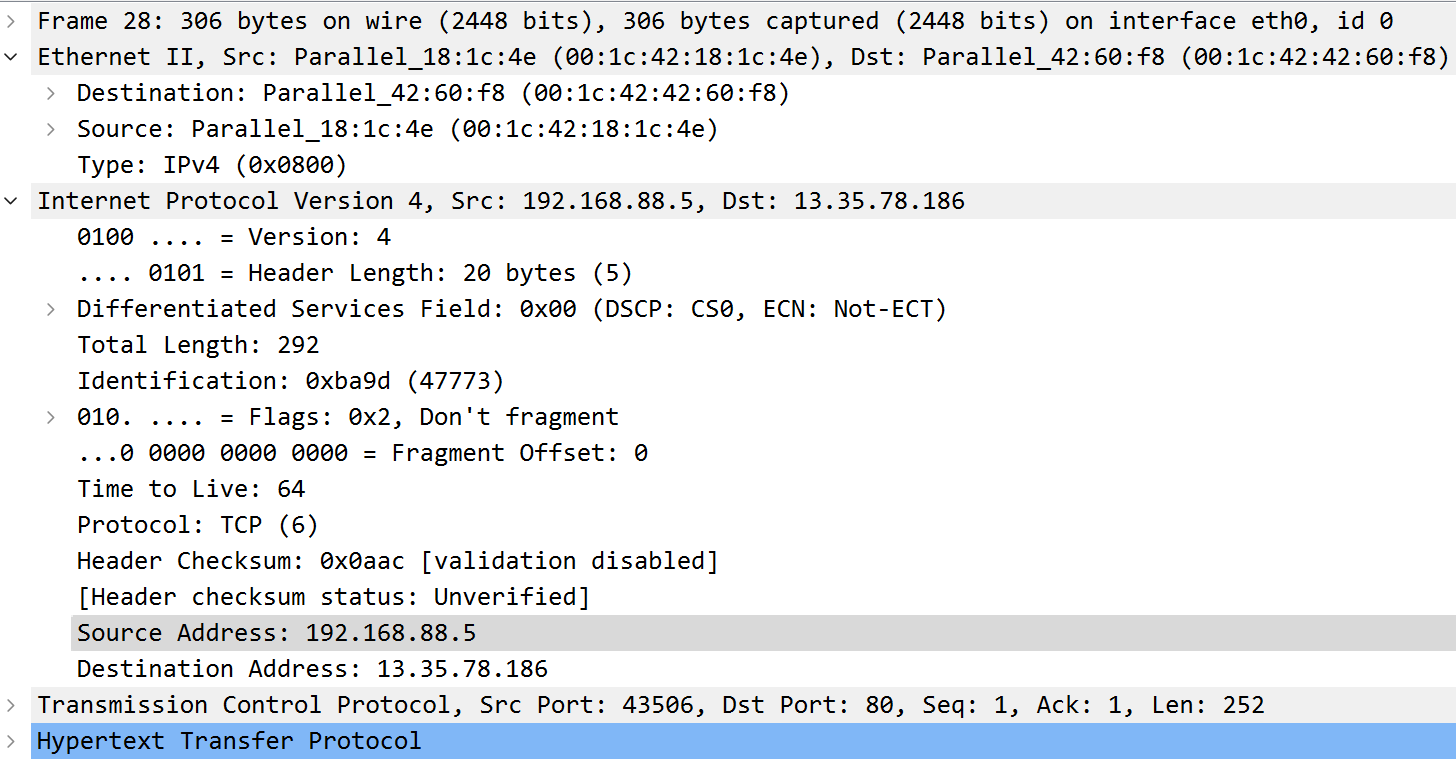 Frame 28: 306 bytes on wire (2448 bits), 306 bytes captured (2448 bits) on interface eth0, id 0
Ethernet II, Src: Parallel_18:1c:4e (00:1c:42:18:1c:4e), Dst: Parallel_42:60:f8 (00:1c:42:42:60:f8)
Destination: Parallel_42:60:f8 (00:1c:42:42:60:f8)
Source: Parallel_18:1c:4e (00:1c:42:18:1c:4e)
Type: IPv4 (0x0800)
Internet Protocol Version 4, Src: 192.168.88.5, Dst: 13.35.78.186
0100 .... = Version: 4
.... 0101 = Header Length: 20 bytes (5)
Differentiated Services Field: 0x00 (DSCP: CS0, ECN: Not-ECT)
Total Length: 292
Identification: 0xba9d (47773)
010. .... = Flags: 0x2, Don't fragment
...0 0000 0000 0000 = Fragment Offset: 0
Time to Live: 64
Protocol: TCP (6)
Header Checksum: 0x0aac [validation disabled]
[Header checksum status: Unverified]
Source Address: 192.168.88.5
Destination Address: 13.35.78.186
Transmission Control Protocol, Src Port: 43506, Dst Port: 80, Seq: 1, Ack: 1, Len: 252
Hypertext Transfer Protocol